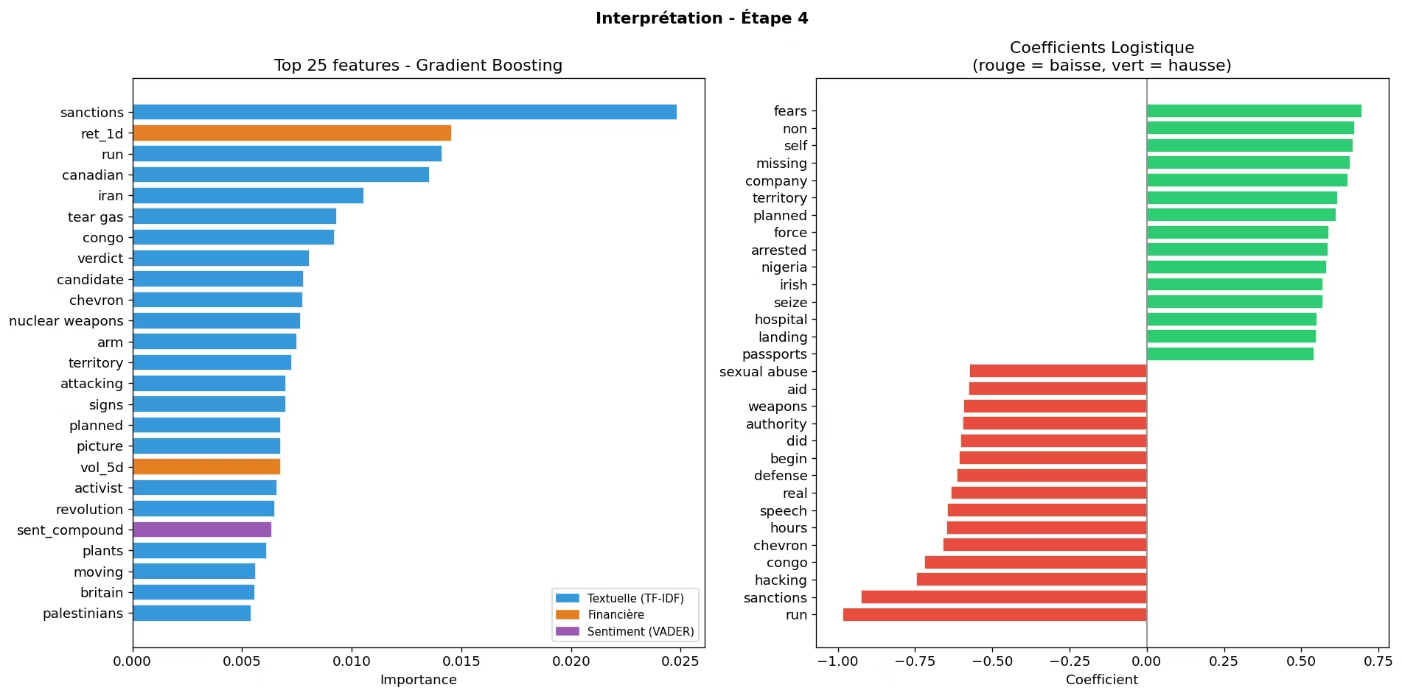 Interprétation - Étape 4
Top 25 features - Gradient Boosting
sanctions
ret_1d
run
canadian
iran
tear gas
congo
verdict
candidate
chevron
nuclear weapons
arm
territory
attacking
signs
planned
picture
vol_5d
activist
revolution
sent_compound
plants
moving
britain
palestinians
Textuelle (TF-IDF)
Financière
Sentiment (VADER)
0.000 0.005 0.010 0.015 0.020 0.025
Importance
Coefficients Logistique
(rouge = baisse, vert = hausse)
fears
non
self
missing
company
territory
planned
force
arrested
nigeria
irish
seize
hospital
landing
passports
sexual abuse
aid
weapons
authority
did
begin
defense
real
speech
hours
chevron
congo
hacking
sanctions
run
−1.00 −0.75 −0.50 −0.25 0.00 0.25 0.50 0.75
Coefficient